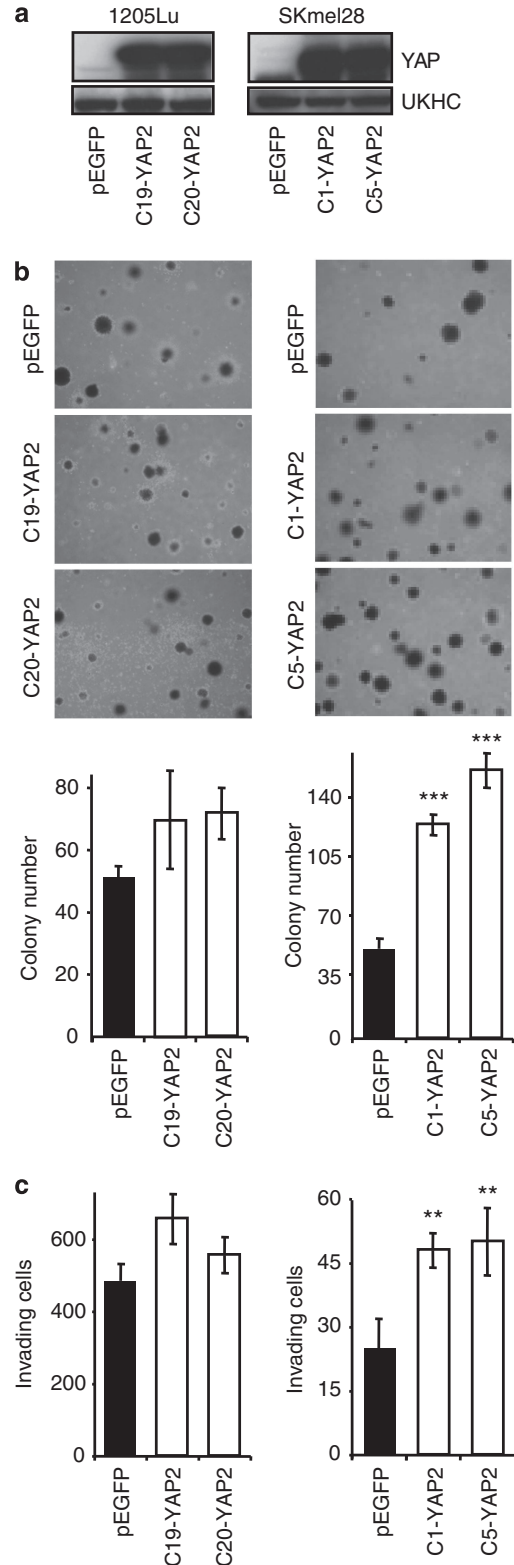 a
1205Lu SKmel28
YAP
UKHC
pEGFP C19-YAP2 C20-YAP2 pEGFP C1-YAP2 C5-YAP2
b
pEGFP pEGFP
C19-YAP2 C1-YAP2
C20-YAP2 C5-YAP2
Colony number
80
60
40
20
0
pEGFP C19-YAP2 C20-YAP2
Colony number
140
105
70
35
0
***
***
pEGFP C1-YAP2 C5-YAP2
c
Invading cells
600
400
200
0
pEGFP C19-YAP2 C20-YAP2
Invading cells
60
45
30
15
0
**
**
pEGFP C1-YAP2 C5-YAP2